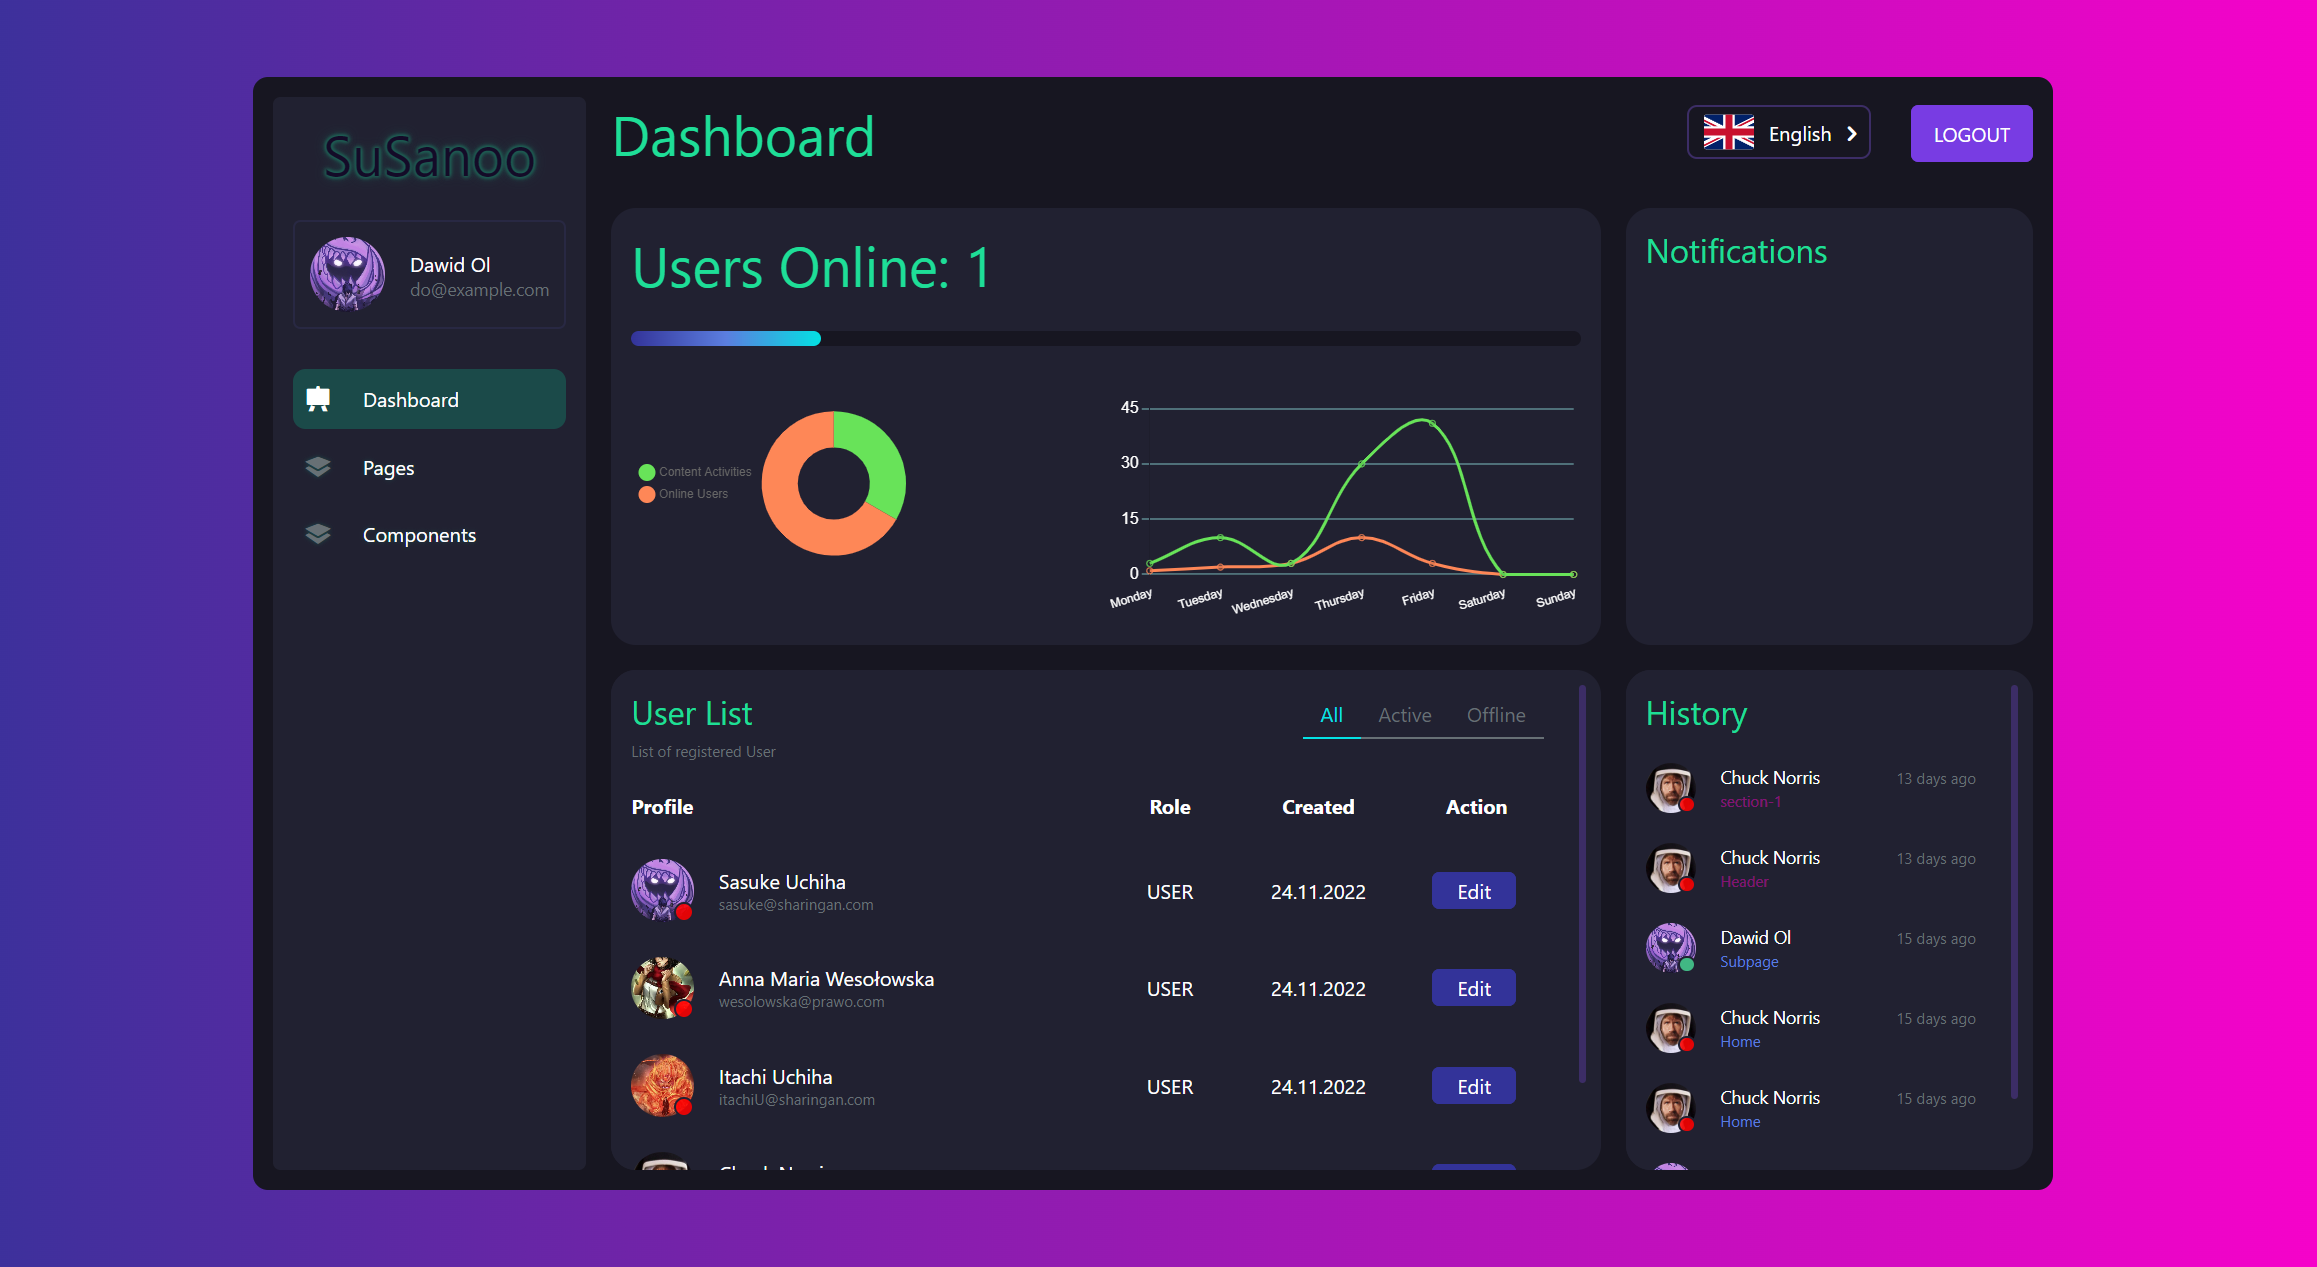 SuSanoo
Dawid Ol
do@example.com
Dashboard
Pages
Components
Dashboard
English
LOGOUT
Users Online: 1
Content Activities
Online Users
45
30
15
0
Monday
Tuesday
Wednesday
Thursday
Friday
Saturday
Sunday
Notifications
User List
All Active Offline
List of registered User
Profile Role Created Action
Sasuke Uchiha
sasuke@sharingan.com
USER 24.11.2022 Edit
Anna Maria Wesołowska
wesolowska@prawo.com
USER 24.11.2022 Edit
Itachi Uchiha
itachiU@sharingan.com
USER 24.11.2022 Edit
History
Chuck Norris 13 days ago
section-1
Chuck Norris 13 days ago
Header
Dawid Ol 15 days ago
Subpage
Chuck Norris 15 days ago
Home
Chuck Norris 15 days ago
Home